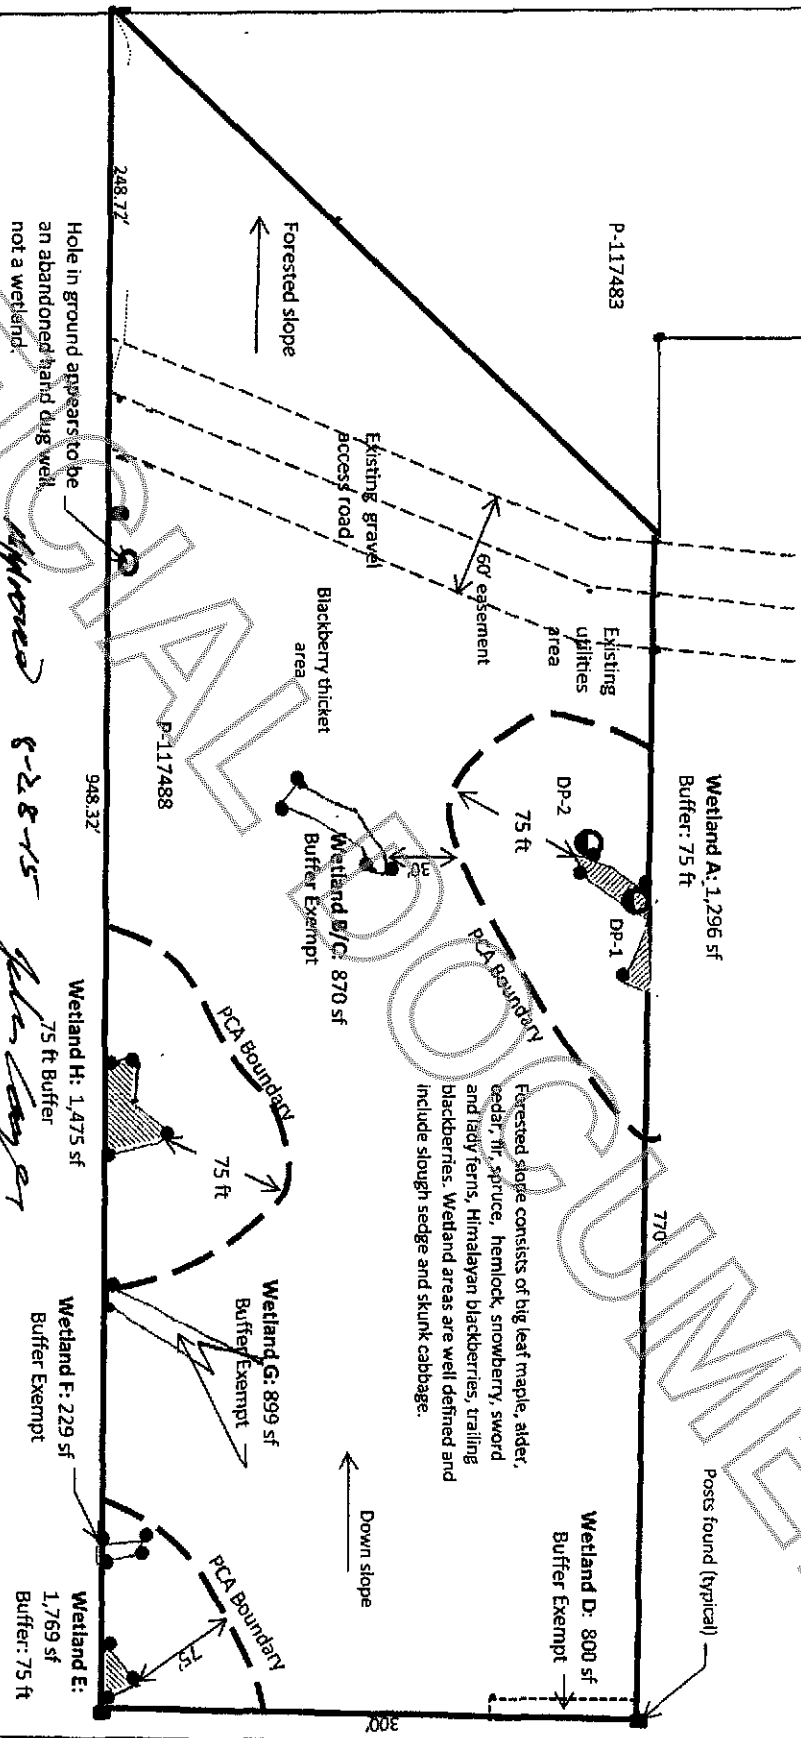 P-117483
Wetland A: 1,296 sf
Buffer: 75 ft
770'
Posts found (typical)
Existing
utilities
area
DP-2
DP-1
75 ft
PCA Boundary
Wetland D: 800 sf
Buffer Exempt
Forested slope
Existing gravel
access road
60' easement
Blackberry thicket
area
Wetland B/C: 870 sf
Buffer Exempt
30'
Forested slope consists of big leaf maple, alder,
cedar, fir, spruce, hemlock, snowberry, sword
and lady ferns, Himalayan blackberries, trailing
blackberries. Wetland areas are well defined and
include slough sedge and skunk cabbage.
Down slope
300'
P-117488
PCA Boundary
75 ft
Wetland G: 899 sf
Buffer Exempt
PCA Boundary
75'
248.72'
948.32'
Hole in ground appears to be
an abandoned hand dug well,
not a wetland.
Wetland H: 1,475 sf
75 ft Buffer
Wetland F: 229 sf
Buffer Exempt
Wetland E:
1,769 sf
Buffer: 75 ft
Approved 8-28-15
CIAL DOCUME